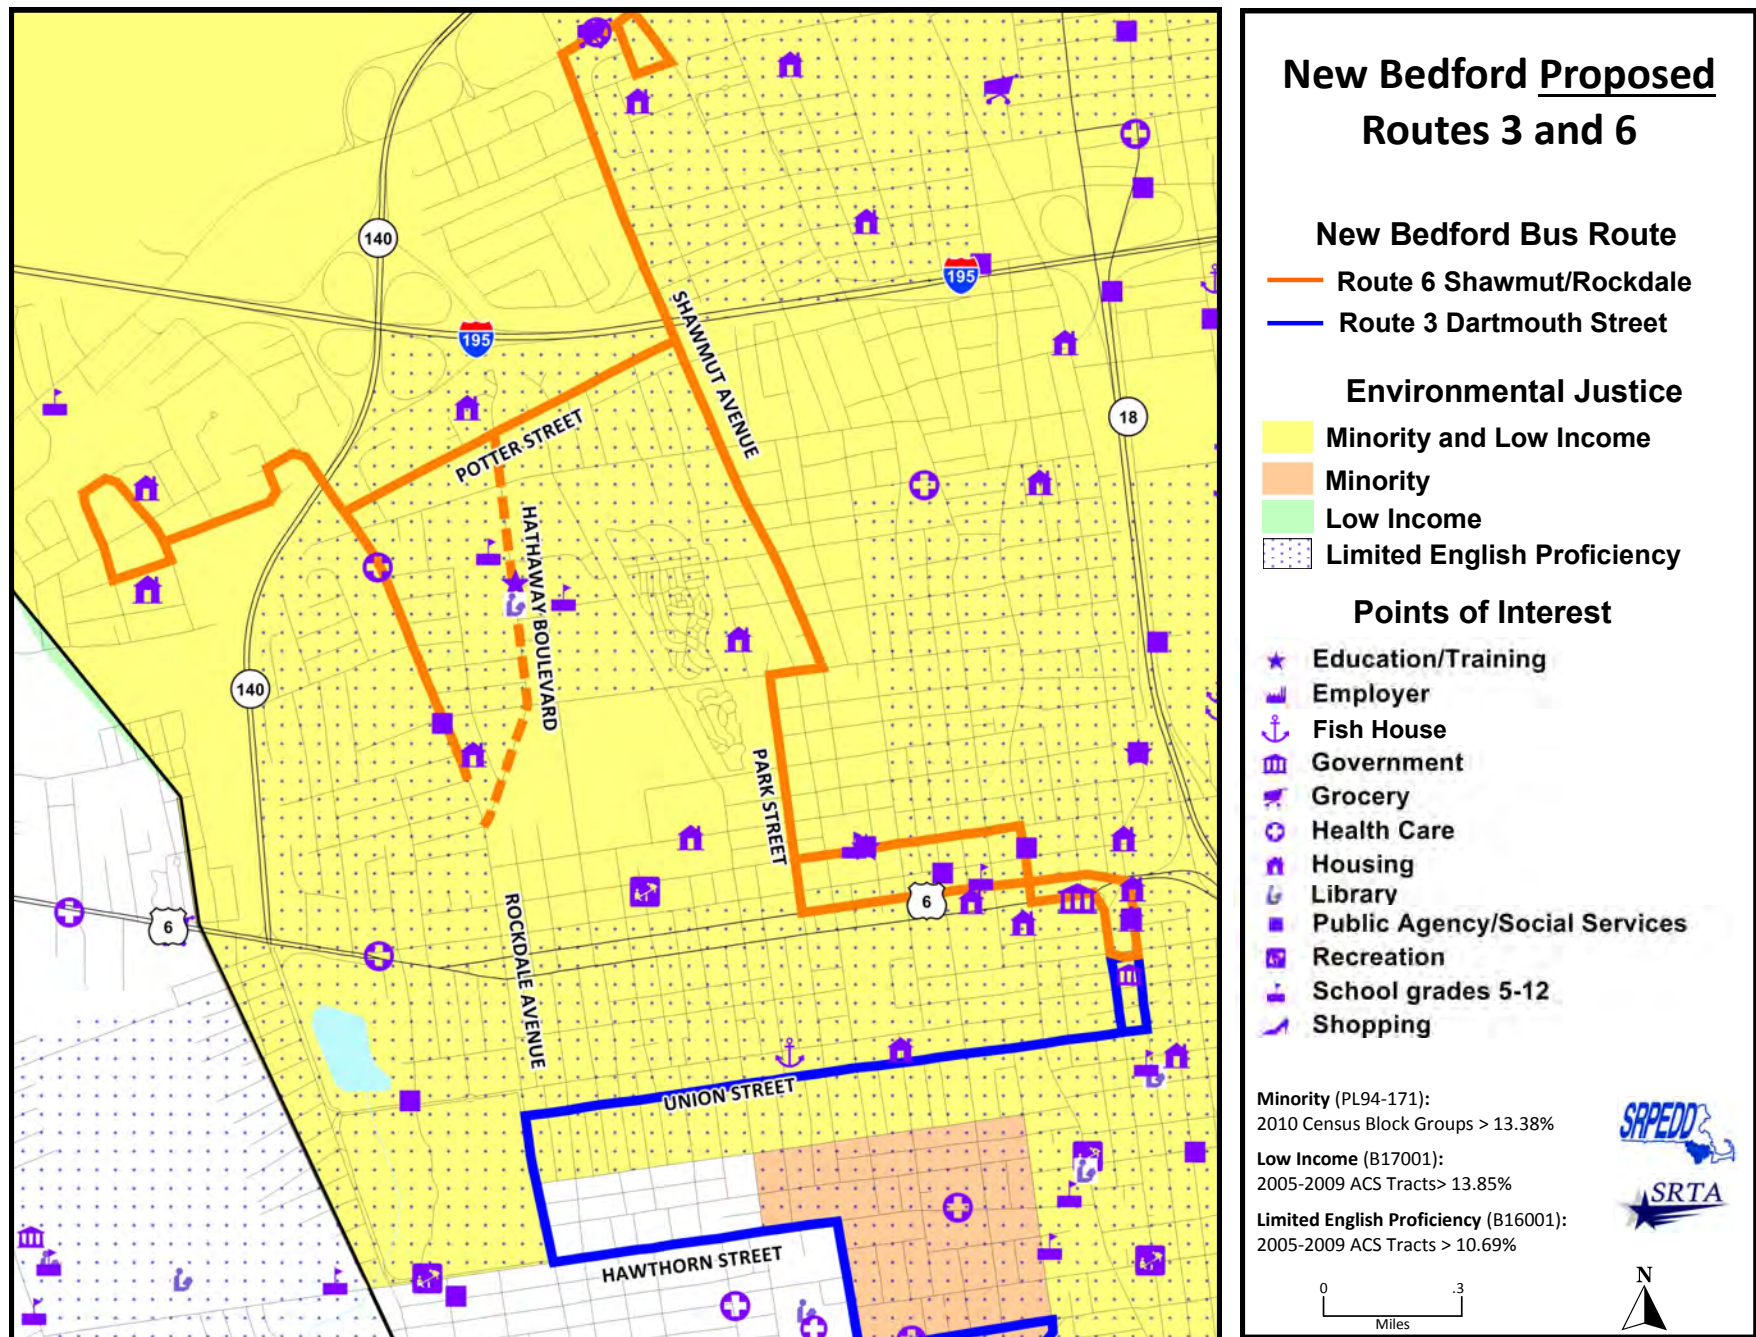 140
195
195
SHAWMUT AVENUE
POTTER STREET
18
HATHAWAY BOULEVARD
140
PARK STREET
6
6
ROCKDALE AVENUE
UNION STREET
HAWTHORN STREET
New Bedford Proposed
Routes 3 and 6
New Bedford Bus Route
Route 6 Shawmut/Rockdale
Route 3 Dartmouth Street
Environmental Justice
Minority and Low Income
Minority
Low Income
Limited English Proficiency
Points of Interest
Education/Training
Employer
Fish House
Government
Grocery
Health Care
Housing
Library
Public Agency/Social Services
Recreation
School grades 5-12
Shopping
Minority (PL94-171):
2010 Census Block Groups > 13.38%
Low Income (B17001):
2005-2009 ACS Tracts> 13.85%
Limited English Proficiency (B16001):
2005-2009 ACS Tracts > 10.69%
SRPEDD
SRTA
N
0 .3
Miles